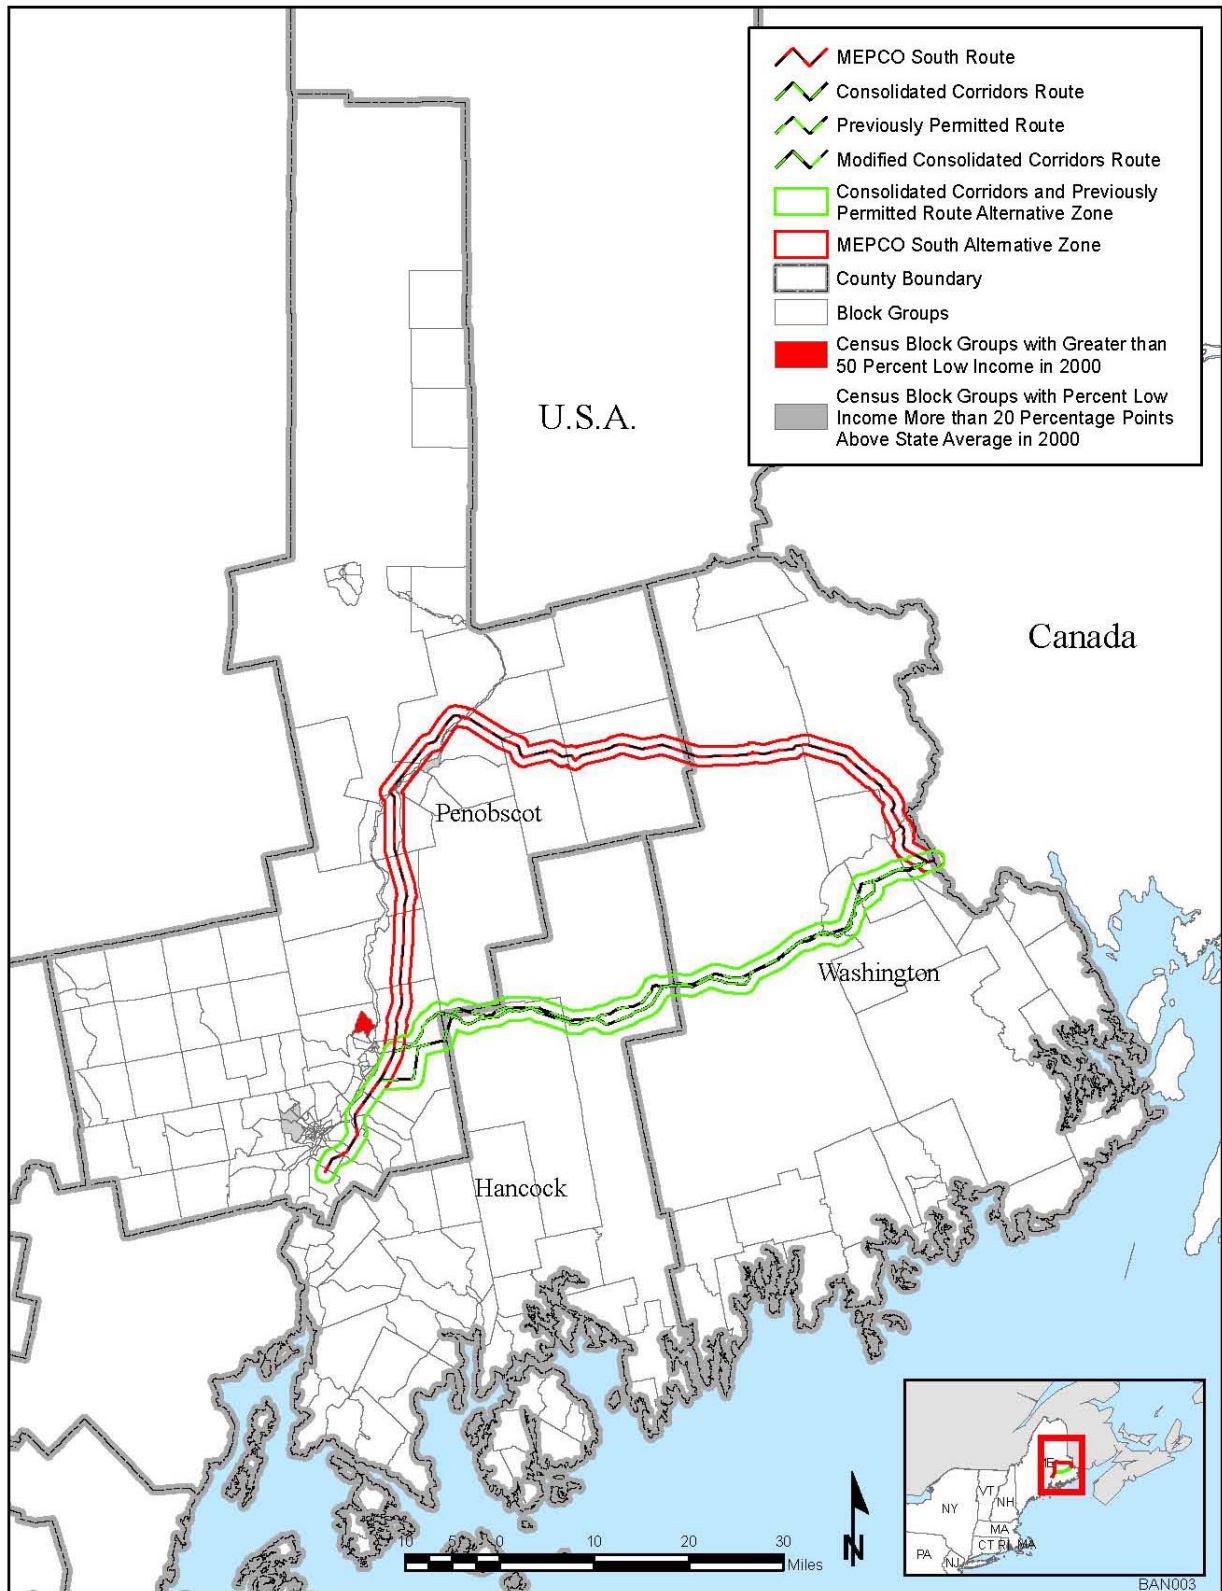 MEPCO South Route
Consolidated Corridors Route
Previously Permitted Route
Modified Consolidated Corridors Route
Consolidated Corridors and Previously
Permitted Route Alternative Zone
MEPCO South Alternative Zone
County Boundary
Block Groups
Census Block Groups with Greater than
50 Percent Low Income in 2000
Census Block Groups with Percent Low
Income More than 20 Percentage Points
Above State Average in 2000
U.S.A.
Canada
Penobscot
Washington
Hancock
N
10 5 0 10 20 30
Miles
ME
VT
NH
NY
MA
CT RI MA
PA
NJ
BAN003